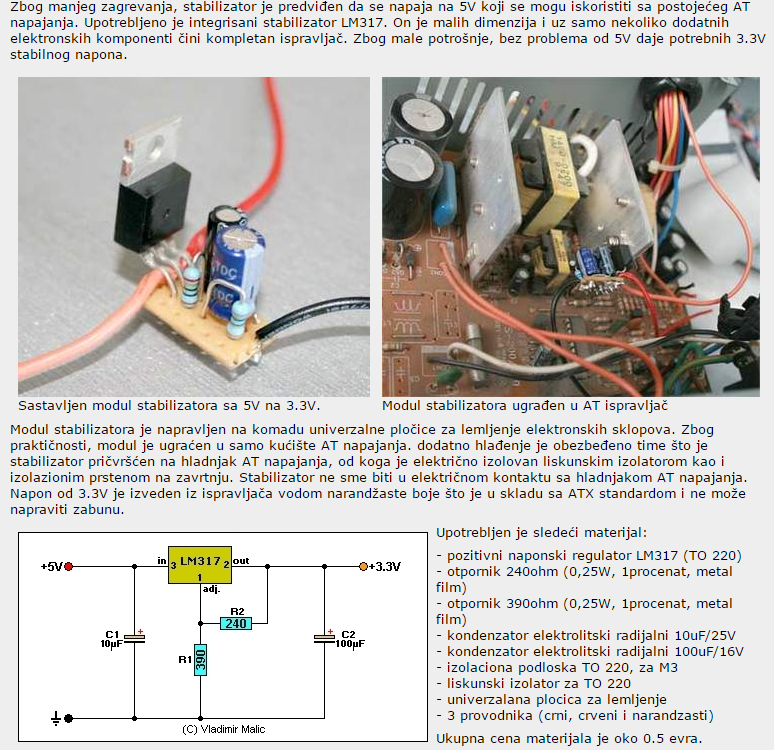 Zbog manjeg zagrevanja, stabilizator je predviđen da se napaja na 5V koji se mogu iskoristiti sa postojećeg AT
napajanja. Upotrebljeno je integrisani stabilizator LM317. On je malih dimenzija i uz samo nekoliko dodatnih
elektronskih komponenti čini kompletan ispravljač. Zbog male potrošnje, bez problema od 5V daje potrebnih 3.3V
stabilnog napona.
Sastavljen modul stabilizatora sa 5V na 3.3V.
Modul stabilizatora ugrađen u AT ispravljač
Modul stabilizatora je napravljen na komadu univerzalne pločice za lemljenje elektronskih sklopova. Zbog
praktičnosti, modul je ugraćen u samo kućište AT napajanja. dodatno hlađenje je obezbeđeno time što je
stabilizator pričvršćen na hladnjak AT napajanja, od koga je električno izolovan liskunskim izolatorom kao i
izolazionim prstenom na zavrtnju. Stabilizator ne sme biti u električnom kontaktu sa hladnjakom AT napajanja.
Napon od 3.3V je izveden iz ispravljača vodom narandžaste boje što je u skladu sa ATX standardom i ne može
napraviti zabunu.
+5V
in
3 LM317 2
out
+3.3V
1
adj.
R2
240
C1
10µF
+
R1
390
+
C2
100µF
(C) Vladimir Malic
Upotrebljen je sledeći materijal:
- pozitivni naponski regulator LM317 (TO 220)
- otpornik 240ohm (0,25W, 1procenat, metal
film)
- otpornik 390ohm (0,25W, 1procenat, metal
film)
- kondenzator elektrolitski radijalni 10uF/25V
- kondenzator elektrolitski radijalni 100uF/16V
- izolaciona podloska TO 220, za M3
- liskunski izolator za TO 220
- univerzalana plocica za lemljenje
- 3 provodnika (crni, crveni i narandzasti)
Ukupna cena materijala je oko 0.5 evra.